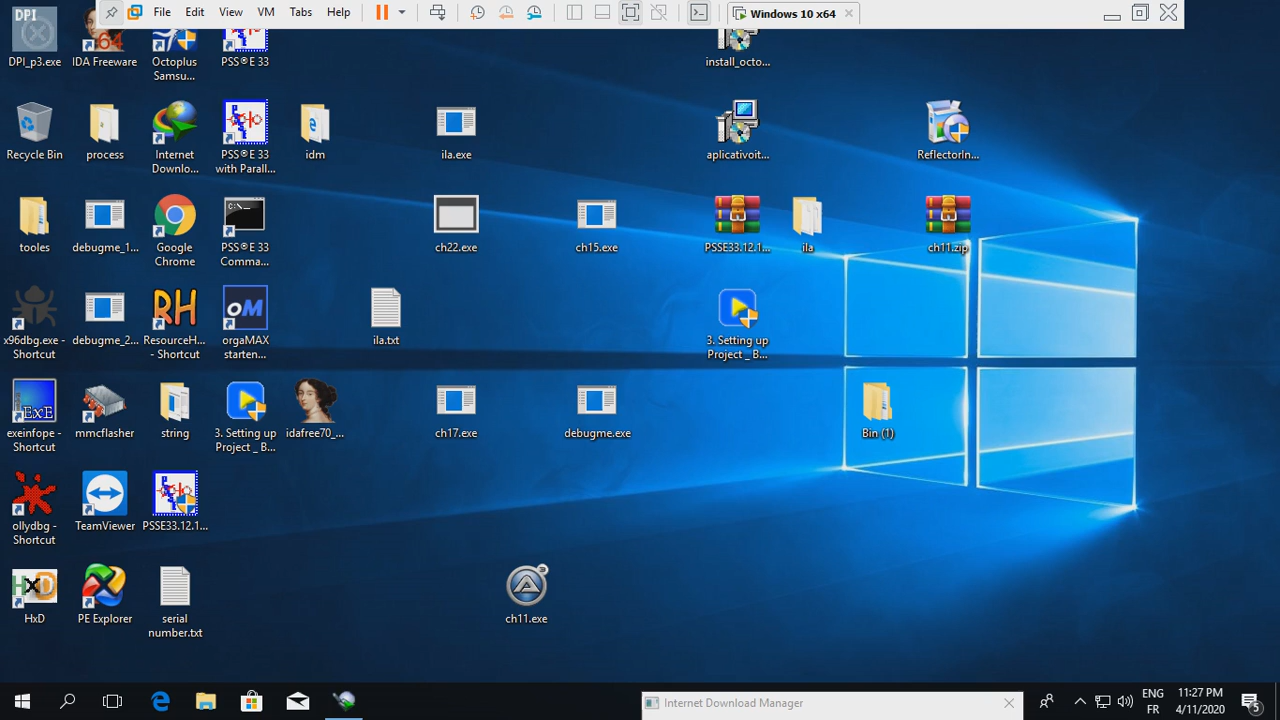 File Edit View VM Tabs Help
Windows 10 x64
DPI
DPI_p3.exe
64
IDA Freeware
Octoplus
Samsu...
PSS®E 33
install_octo...
Recycle Bin
process
Internet
Downlo...
PSS®E 33
with Parall...
idm
ila.exe
aplicativoit...
ReflectorIn...
tooles
debugme_1...
Google
Chrome
C:\
PSS®E 33
Comma...
ch22.exe
ch15.exe
PSSE33.12.1...
ila
ch11.zip
x96dbg.exe -
Shortcut
debugme_2...
RH
ResourceH...
- Shortcut
oM
orgaMAX
starten...
ila.txt
3. Setting up
Project _ B...
ExE
exeinfope -
Shortcut
mmcflasher
string
3. Setting up
Project _ B...
idafree70_...
ch17.exe
debugme.exe
Bin (1)
ollydbg -
Shortcut
TeamViewer
PSSE33.12.1...
HxD
HxD
PE Explorer
serial
number.txt
3
ch11.exe
Internet Download Manager
ENG
FR
11:27 PM
4/11/2020
5